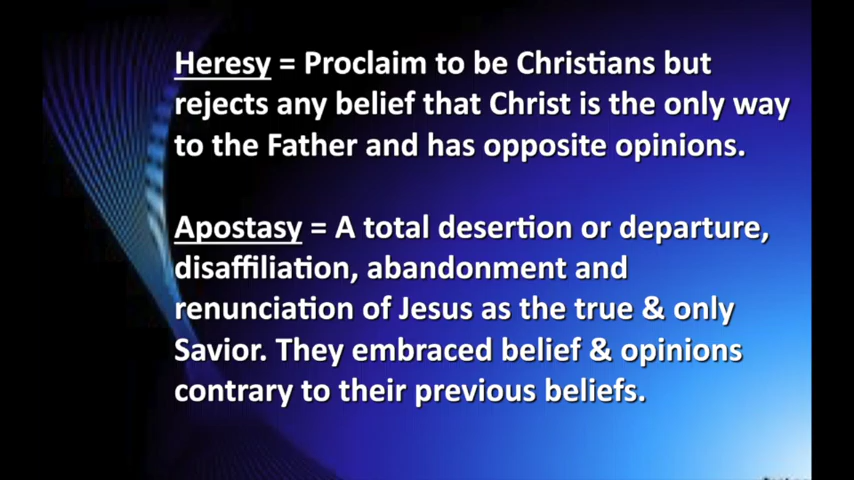 Heresy = Proclaim to be Christians but
rejects any belief that Christ is the only way
to the Father and has opposite opinions.
Apostasy = A total desertion or departure,
disaffiliation, abandonment and
renunciation of Jesus as the true & only
Savior. They embraced belief & opinions
contrary to their previous beliefs.